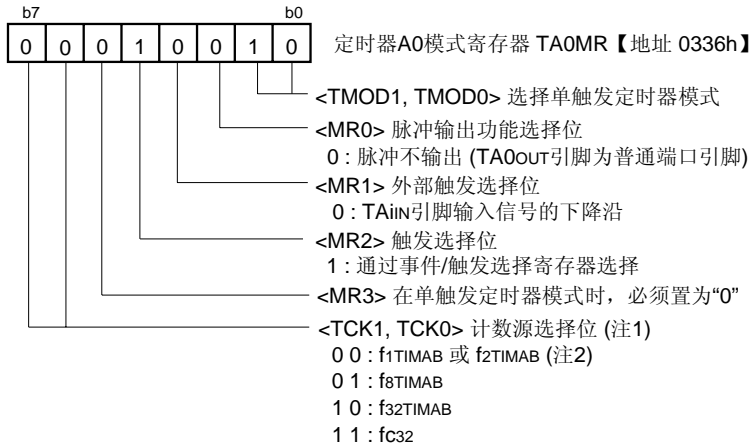 b7 b0
0 0 0 1 0 0 1 0 定时器A0模式寄存器 TA0MR【地址 0336h】
<TMOD1, TMOD0> 选择单触发定时器模式
<MR0> 脉冲输出功能选择位
0 : 脉冲不输出 (TA0OUT引脚为普通端口引脚)
<MR1> 外部触发选择位
0 : TAiIN引脚输入信号的下降沿
<MR2> 触发选择位
1 : 通过事件/触发选择寄存器选择
<MR3> 在单触发定时器模式时，必须置为“0”
<TCK1, TCK0> 计数源选择位 (注1)
0 0 : f1TIMAB 或 f2TIMAB (注2)
0 1 : f8TIMAB
1 0 : f32TIMAB
1 1 : fC32